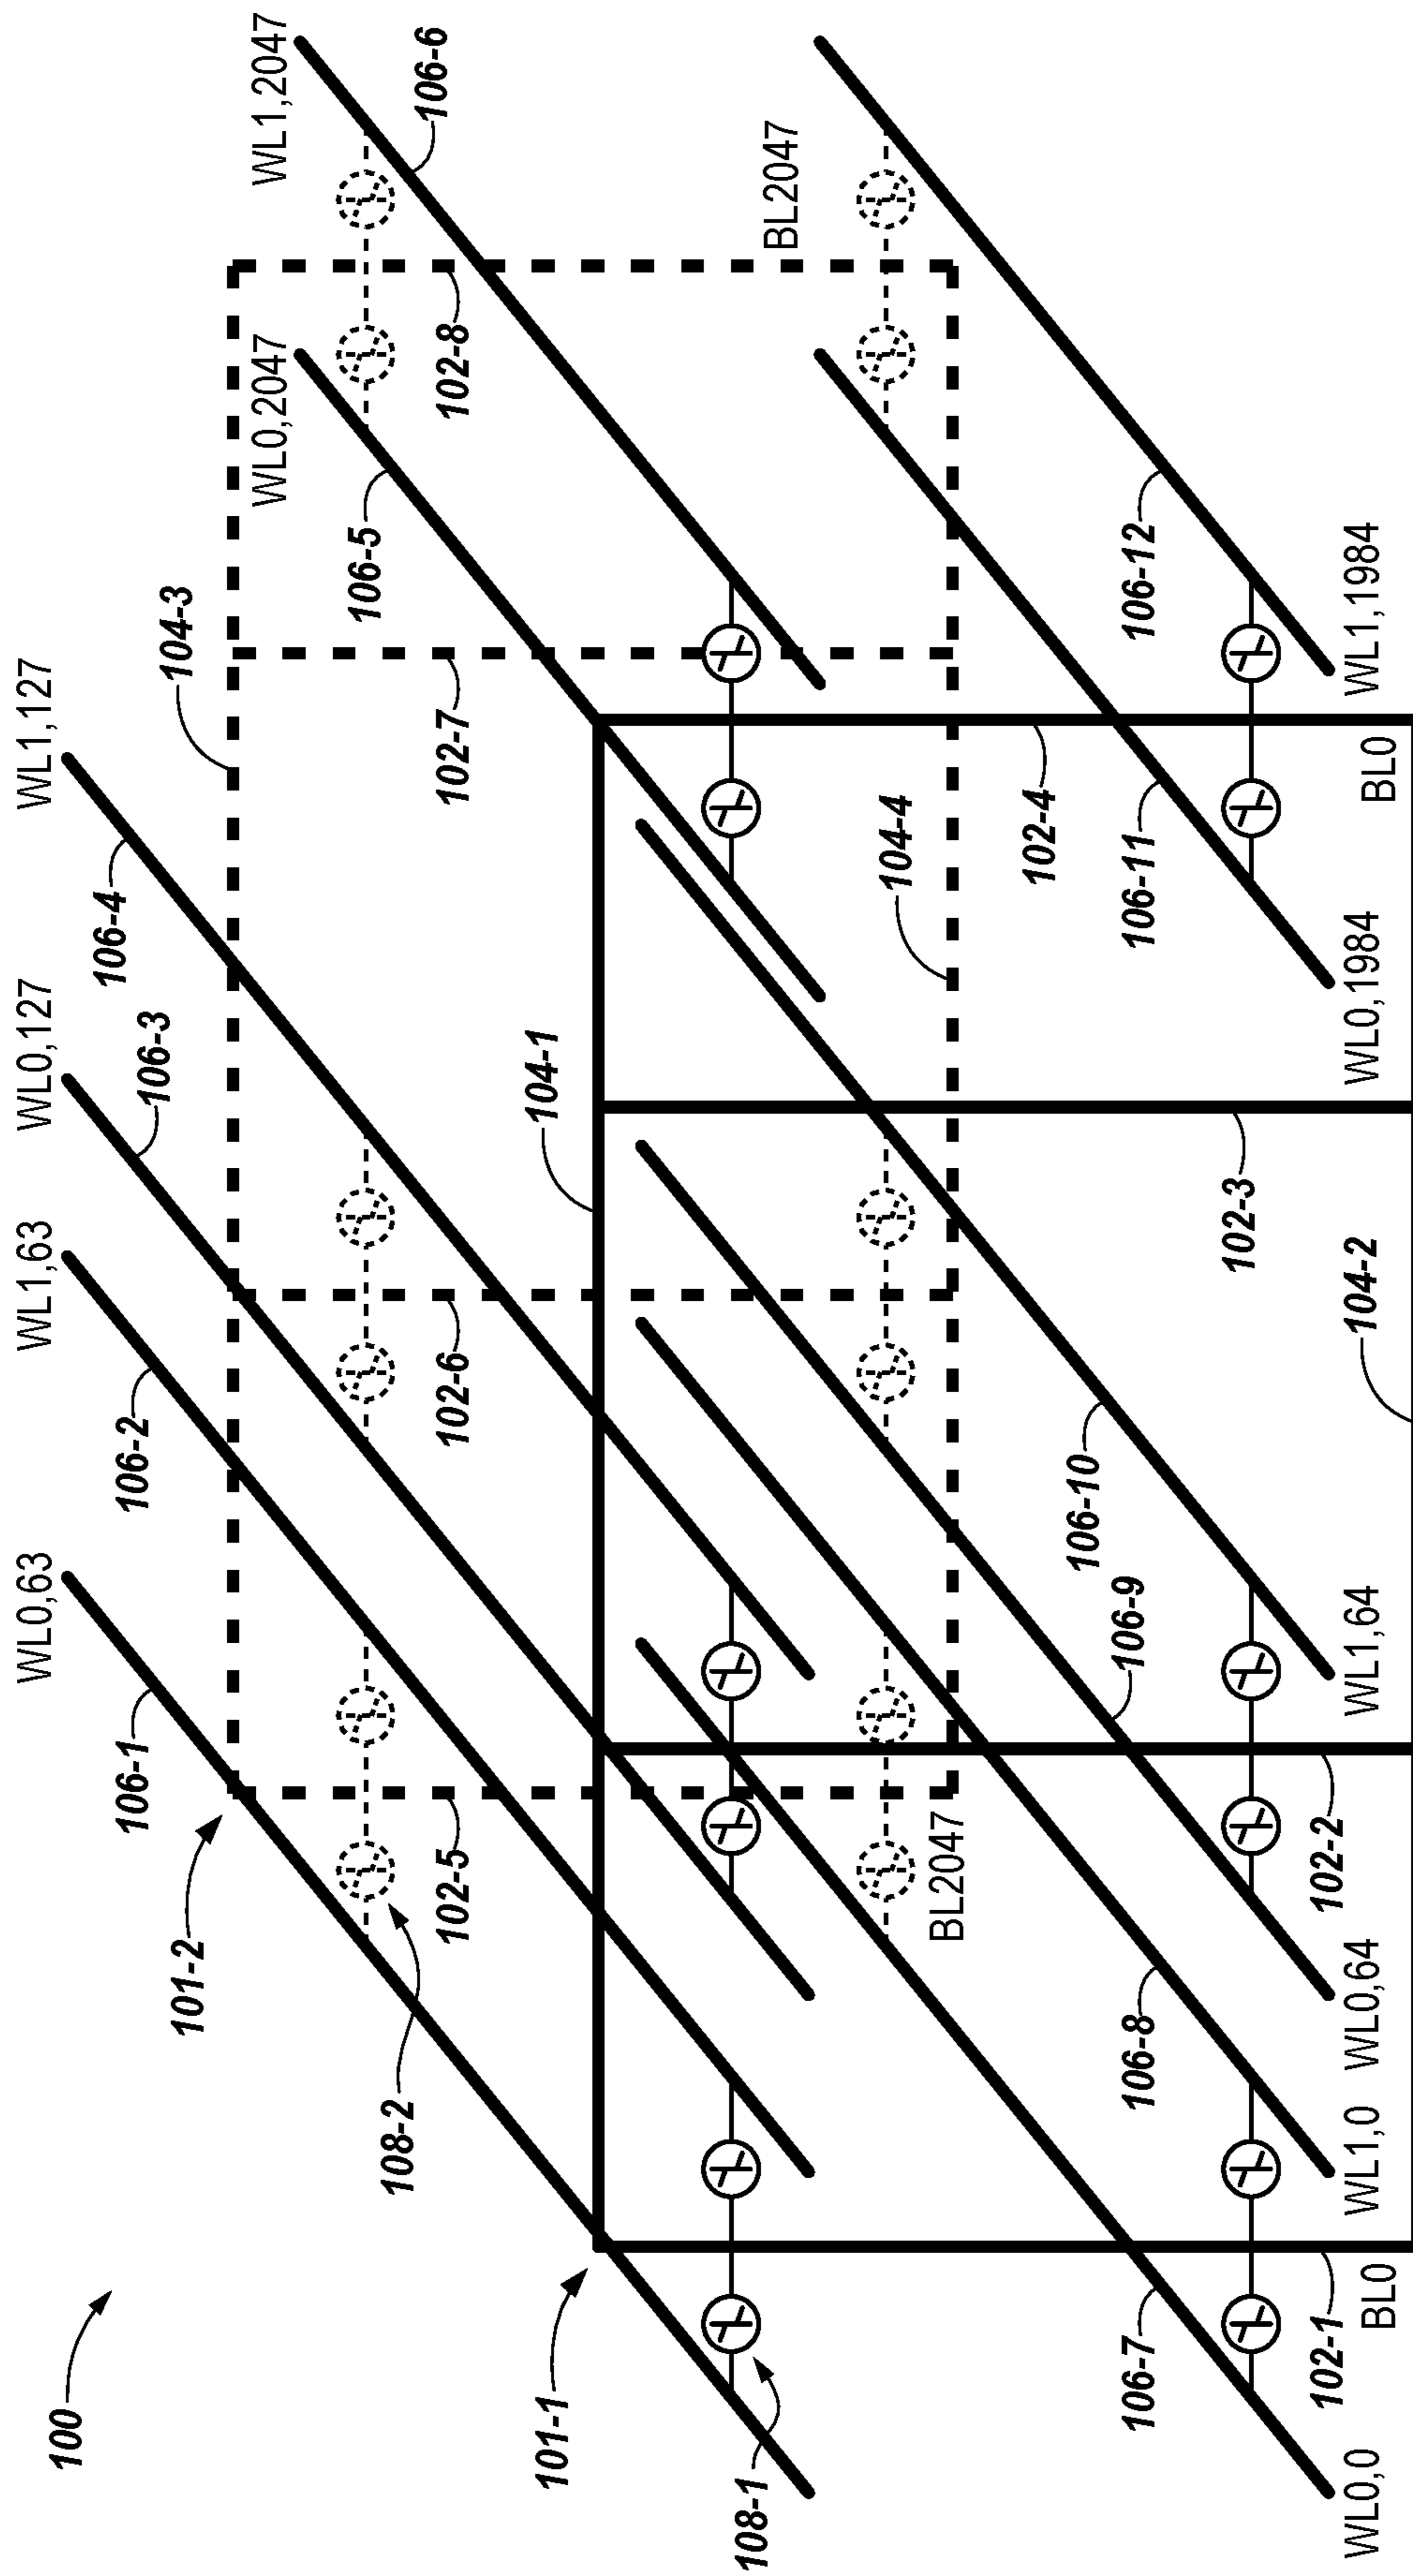 WL0,63
WL1,63
WL0,127
WL1,127
100
106-1
106-2
106-3
106-4
101-2
104-3
WL0,2047
WL1,2047
106-5
108-2
106-6
102-5
102-6
102-7
102-8
101-1
104-1
108-1
BL2047
104-4
BL2047
102-4
106-10
106-7
106-8
106-9
106-11
106-12
102-3
102-1
102-2
WL0,0
WL1,0
WL0,64
WL1,64
104-2
WL0,1984
WL1,1984
BL0
BL0